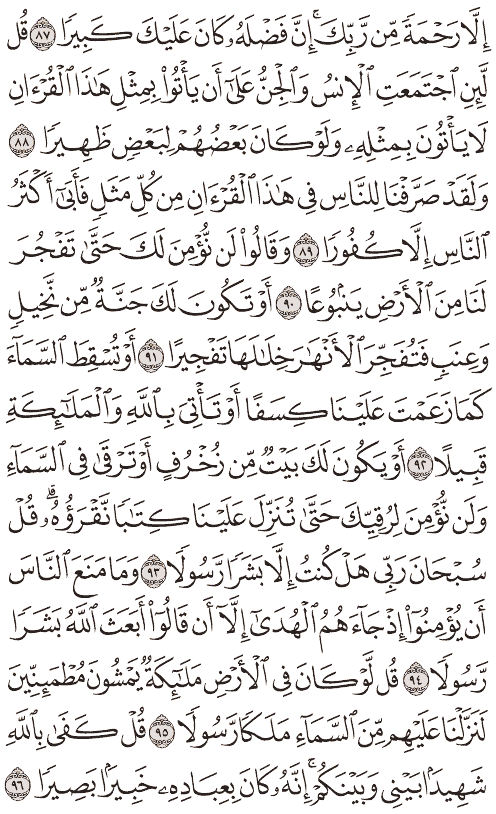 إِلَّا رَحْمَةً مِّن رَّبِّكَ ۚ إِنَّ فَضْلَهُۥ كَانَ عَلَيْكَ كَبِيرًا ٨٧ قُل
لَّئِنِ ٱجْتَمَعَتِ ٱلْإِنسُ وَٱلْجِنُّ عَلَىٰٓ أَن يَأْتُوا۟ بِمِثْلِ هَٰذَا ٱلْقُرْءَانِ
لَا يَأْتُونَ بِمِثْلِهِۦ وَلَوْ كَانَ بَعْضُهُمْ لِبَعْضٍ ظَهِيرًا ٨٨
وَلَقَدْ صَرَّفْنَا لِلنَّاسِ فِى هَٰذَا ٱلْقُرْءَانِ مِن كُلِّ مَثَلٍ فَأَبَىٰٓ أَكْثَرُ
ٱلنَّاسِ إِلَّا كُفُورًا ٨٩ وَقَالُوا۟ لَن نُّؤْمِنَ لَكَ حَتَّىٰ تَفْجُرَ
لَنَا مِنَ ٱلْأَرْضِ يَنۢبُوعًا ٩٠ أَوْ تَكُونَ لَكَ جَنَّةٌ مِّن نَّخِيلٍ
وَعِنَبٍ فَتُفَجِّرَ ٱلْأَنْهَٰرَ خِلَٰلَهَا تَفْجِيرًا ٩١ أَوْ تُسْقِطَ ٱلسَّمَآءَ
كَمَا زَعَمْتَ عَلَيْنَا كِسَفًا أَوْ تَأْتِىَ بِٱللَّهِ وَٱلْمَلَٰٓئِكَةِ
قَبِيلًا ٩٢ أَوْ يَكُونَ لَكَ بَيْتٌ مِّن زُخْرُفٍ أَوْ تَرْقَىٰ فِى ٱلسَّمَآءِ
وَلَن نُّؤْمِنَ لِرُقِيِّكَ حَتَّىٰ تُنَزِّلَ عَلَيْنَا كِتَٰبًا نَّقْرَؤُهُۥ ۗ قُلْ
سُبْحَانَ رَبِّى هَلْ كُنتُ إِلَّا بَشَرًا رَّسُولًا ٩٣ وَمَا مَنَعَ ٱلنَّاسَ
أَن يُؤْمِنُوٓا۟ إِذْ جَآءَهُمُ ٱلْهُدَىٰٓ إِلَّآ أَن قَالُوٓا۟ أَبَعَثَ ٱللَّهُ بَشَرًا
رَّسُولًا ٩٤ قُل لَّوْ كَانَ فِى ٱلْأَرْضِ مَلَٰٓئِكَةٌ يَمْشُونَ مُطْمَئِنِّينَ
لَنَزَّلْنَا عَلَيْهِم مِّنَ ٱلسَّمَآءِ مَلَكًا رَّسُولًا ٩٥ قُلْ كَفَىٰ بِٱللَّهِ
شَهِيدًۢا بَيْنِى وَبَيْنَكُمْ ۚ إِنَّهُۥ كَانَ بِعِبَادِهِۦ خَبِيرًۢا بَصِيرًا ٩٦